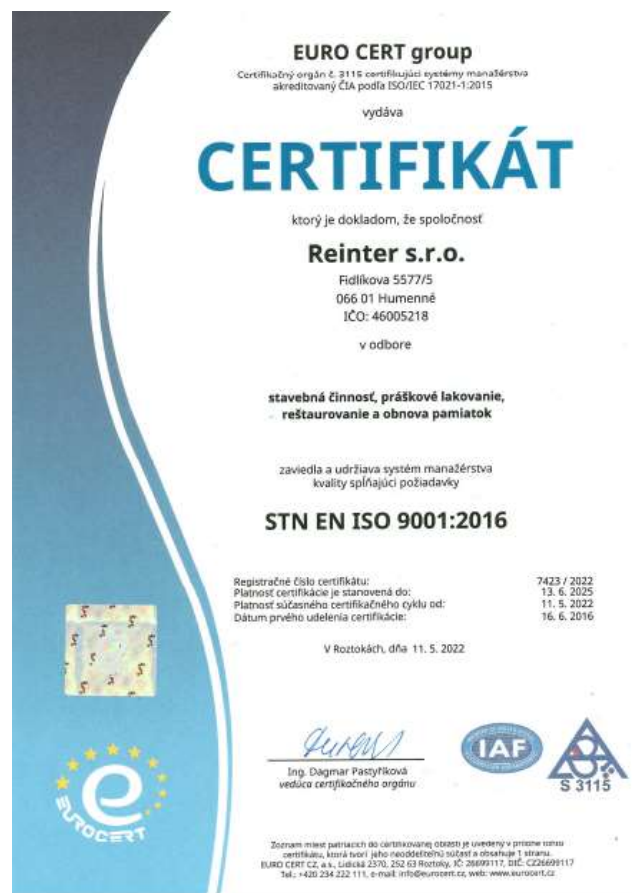 EURO CERT group
Certifikačný orgán č. 3115 certifikujúci systémy manažérstva
akreditovaný ČIA podľa ISO/IEC 17021-1:2015
vydáva
CERTIFIKÁT
ktorý je dokladom, že spoločnosť
Reinter s.r.o.
Fidlíkova 5577/5
066 01 Humenné
IČO: 46005218
v odbore
stavebná činnosť, práškové lakovanie,
reštaurovanie a obnova pamiatok
zaviedla a udržiava systém manažérstva
kvality spĺňajúci požiadavky
STN EN ISO 9001:2016
Registračné číslo certifikátu: 7423 / 2022
Platnosť certifikácie je stanovená do: 13. 6. 2025
Platnosť súčasného certifikačného cyklu od: 11. 5. 2022
Dátum prvého udelenia certifikácie: 16. 6. 2016
V Roztokách, dňa 11. 5. 2022
Ing. Dagmar Pastyříková
vedúca certifikačného orgánu
IAF
S 3115
e
EUROCERT
Zoznam miest patriacich do certifikovanej oblasti je uvedený v prílohe tohto
certifikátu, ktorá tvorí jeho neoddeliteľnú súčasť a obsahuje 1 stranu.
EURO CERT CZ, a.s., Lidická 2370, 252 63 Roztoky, IČ: 26699117, DIČ: CZ26699117
Tel.: +420 234 222 111, e-mail: info@eurocert.cz, web: www.eurocert.cz